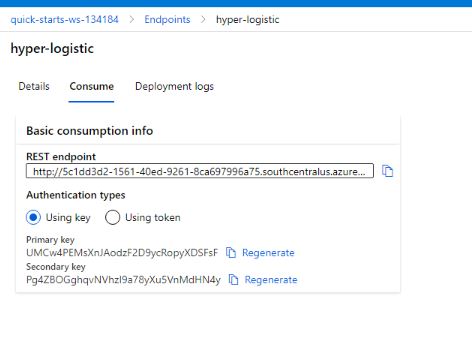 quick-starts-ws-134184 > Endpoints > hyper-logistic
hyper-logistic
Details Consume Deployment logs
Basic consumption info
REST endpoint
http://5c1dd3d2-1561-40ed-9261-8ca697996a75.southcentralus.azure...
Authentication types
Using key Using token
Primary key
UMCw4PEMsXnJAodzF2D9ycRopyXDSFsF Regenerate
Secondary key
Pg4ZBOGghqvNVhzI9a78yXu5VnMdHN4y Regenerate